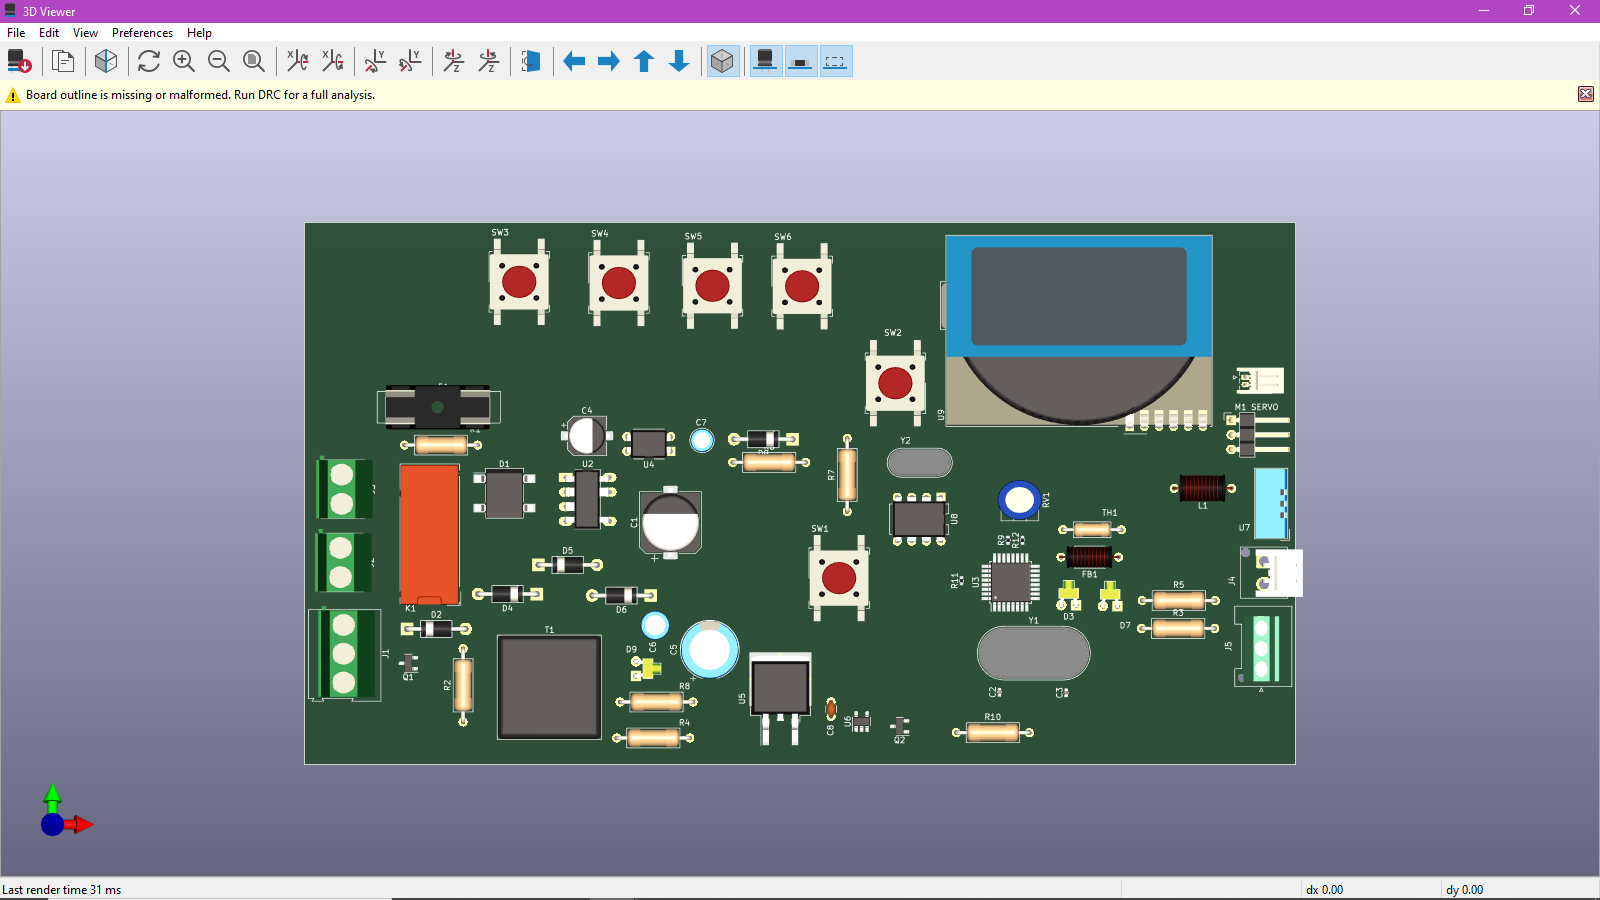 3D Viewer
File Edit View Preferences Help
Board outline is missing or malformed. Run DRC for a full analysis.
SW3
SW4
SW5
SW6
SW2
U9
M1 SERVO
C4
C7
Y2
R7
U4
D1
U2
C1
U8
RV1
L1
U7
TH1
SW1
R9
R12
D5
FB1
R11
U3
J4
D4
D6
K1
D2
R5
R3
D3
D7
Y1
T1
C6
C5
D9
J1
Q1
J5
R2
R8
U5
C2
C3
R4
C8
U6
Q2
R10
Last render time 31 ms
dx 0.00
dy 0.00